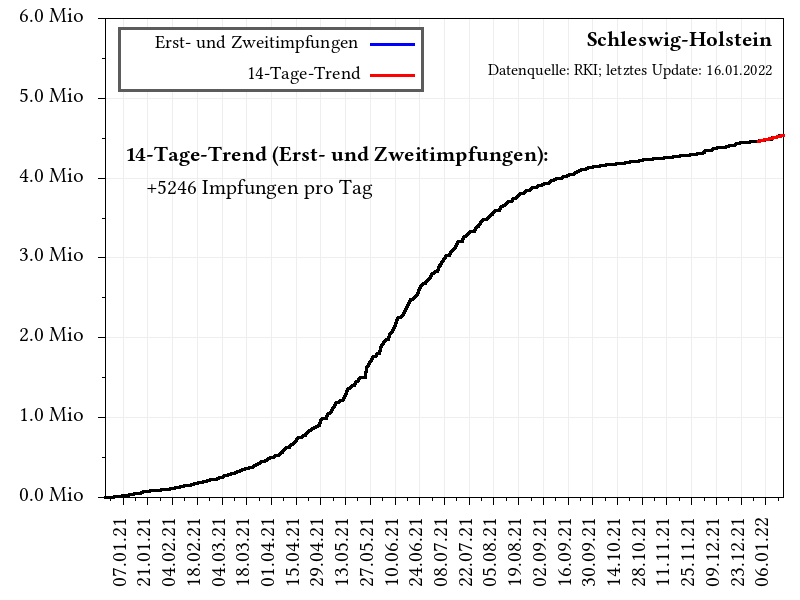 6.0 Mio
5.0 Mio
4.0 Mio
3.0 Mio
2.0 Mio
1.0 Mio
0.0 Mio
Erst- und Zweitimpfungen
14-Tage-Trend
Schleswig-Holstein
Datenquelle: RKI; letztes Update: 16.01.2022
14-Tage-Trend (Erst- und Zweitimpfungen):
+5246 Impfungen pro Tag
07.01.21
21.01.21
04.02.21
18.02.21
04.03.21
18.03.21
01.04.21
15.04.21
29.04.21
13.05.21
27.05.21
10.06.21
24.06.21
08.07.21
22.07.21
05.08.21
19.08.21
02.09.21
16.09.21
30.09.21
14.10.21
28.10.21
11.11.21
25.11.21
09.12.21
23.12.21
06.01.22